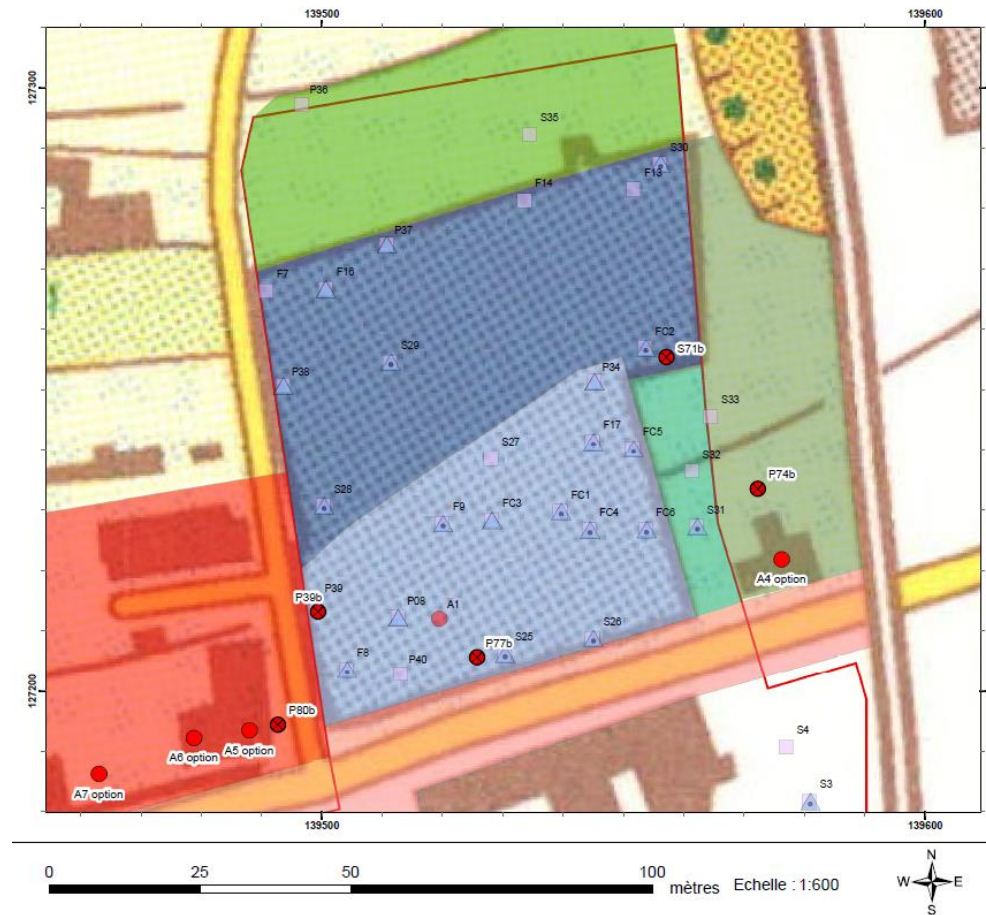 139500 139600
127300
P36
S35
S30
F13
F14
P37
F7 F16
FC2
S71b
S29
P34
P38
S33
F17 FC5
S27
S32
P74b
S28
FC1
F9 FC3 FC4 FC6 S31
A4 option
P39
P39b
P08 A1
P77b S25 S26
F8 P40
127200
P80b
A6 option A5 option
A7 option
S4
S3
139500 139600
0 25 50 100 mètres Echelle : 1:600
N
W E
S